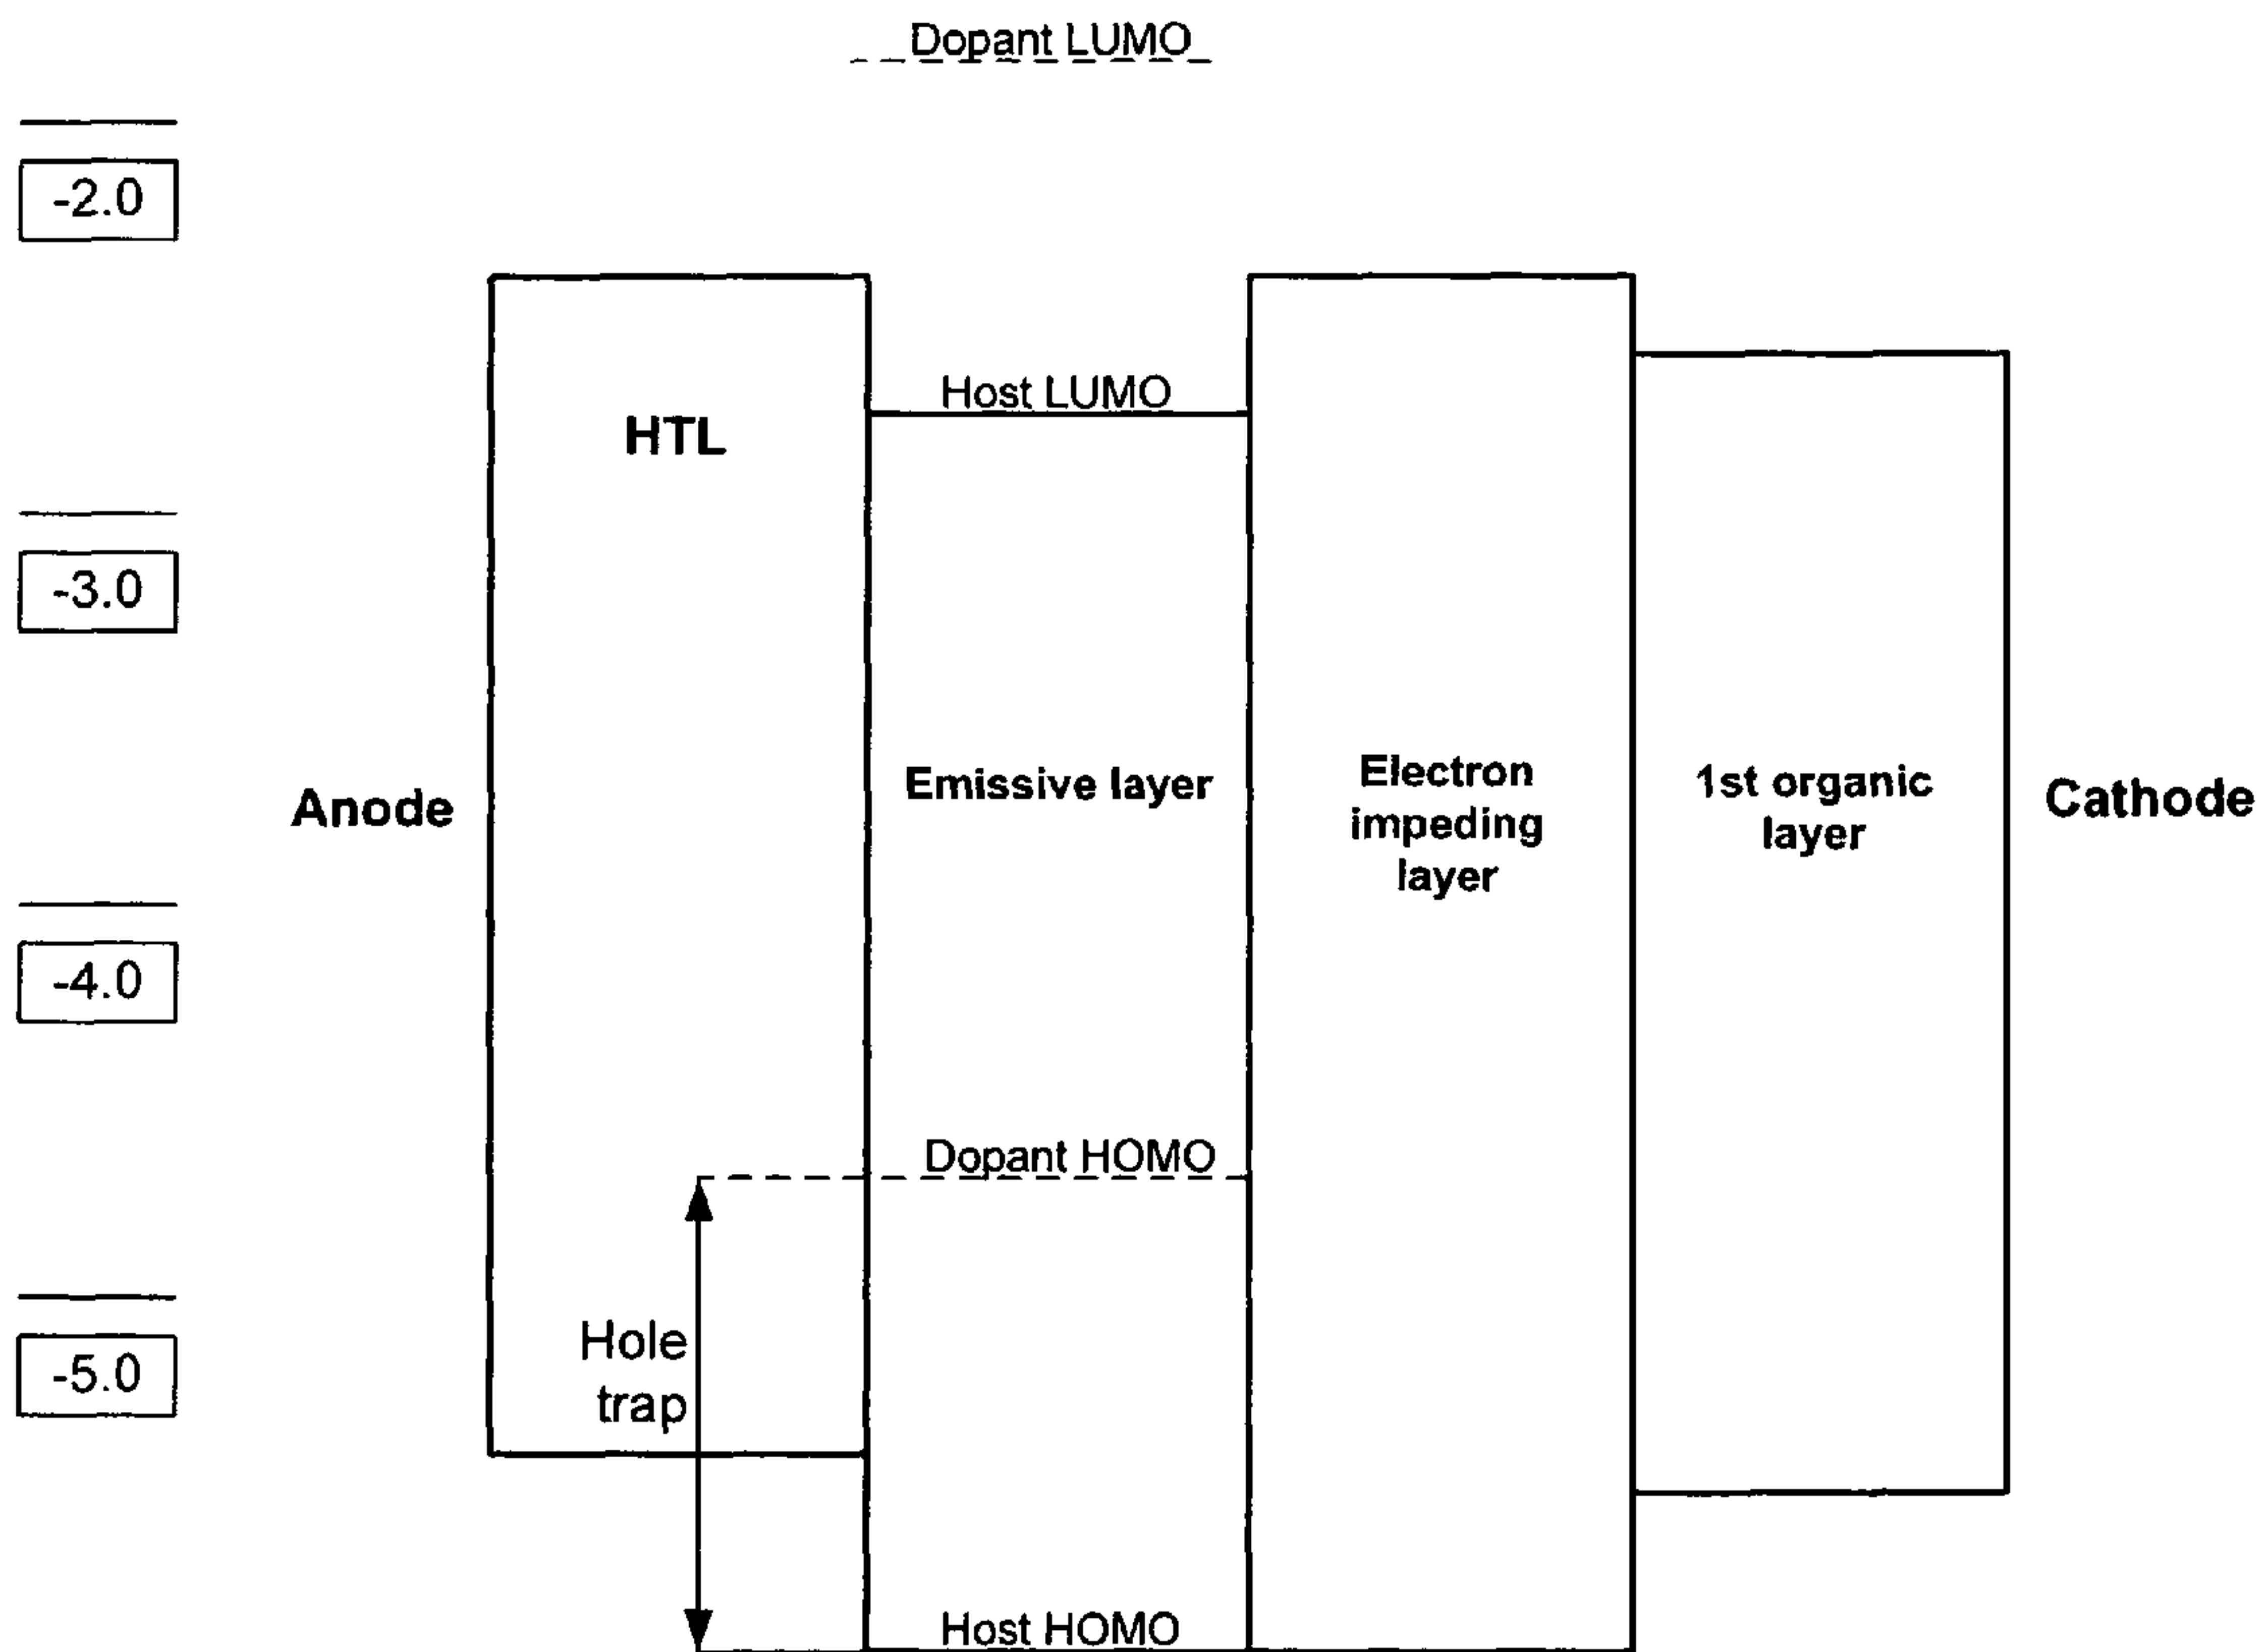 Dopant LUMO
-2.0
Host LUMO
HTL
-3.0
Anode
Emissive layer
Electron
impeding
layer
1st organic
layer
Cathode
-4.0
Dopant HOMO
Hole
trap
-5.0
Host HOMO